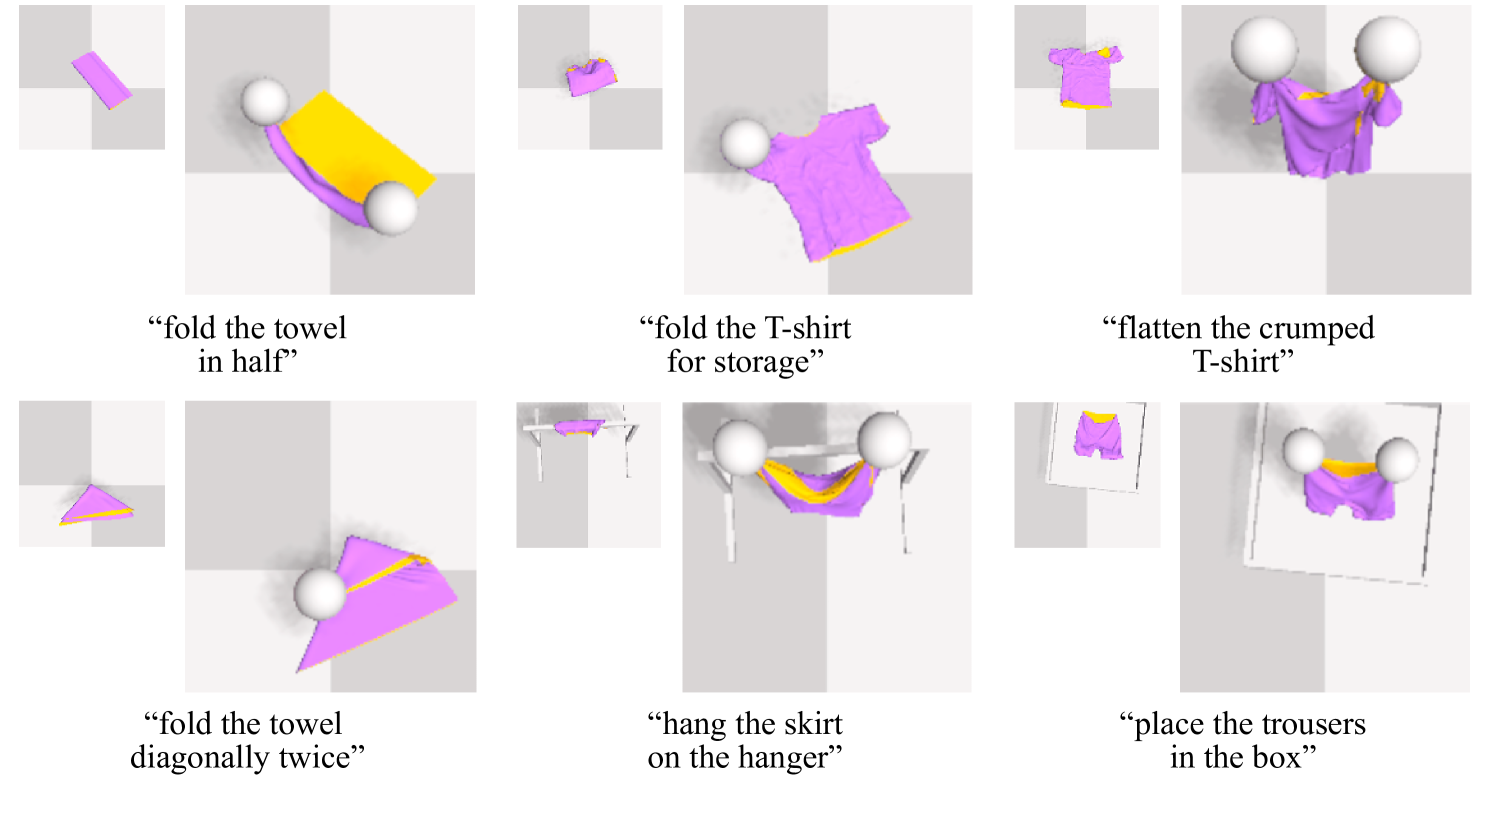 “fold the towel
in half”
“fold the T-shirt
for storage”
“flatten the crumped
T-shirt”
“fold the towel
diagonally twice”
“hang the skirt
on the hanger”
“place the trousers
in the box”